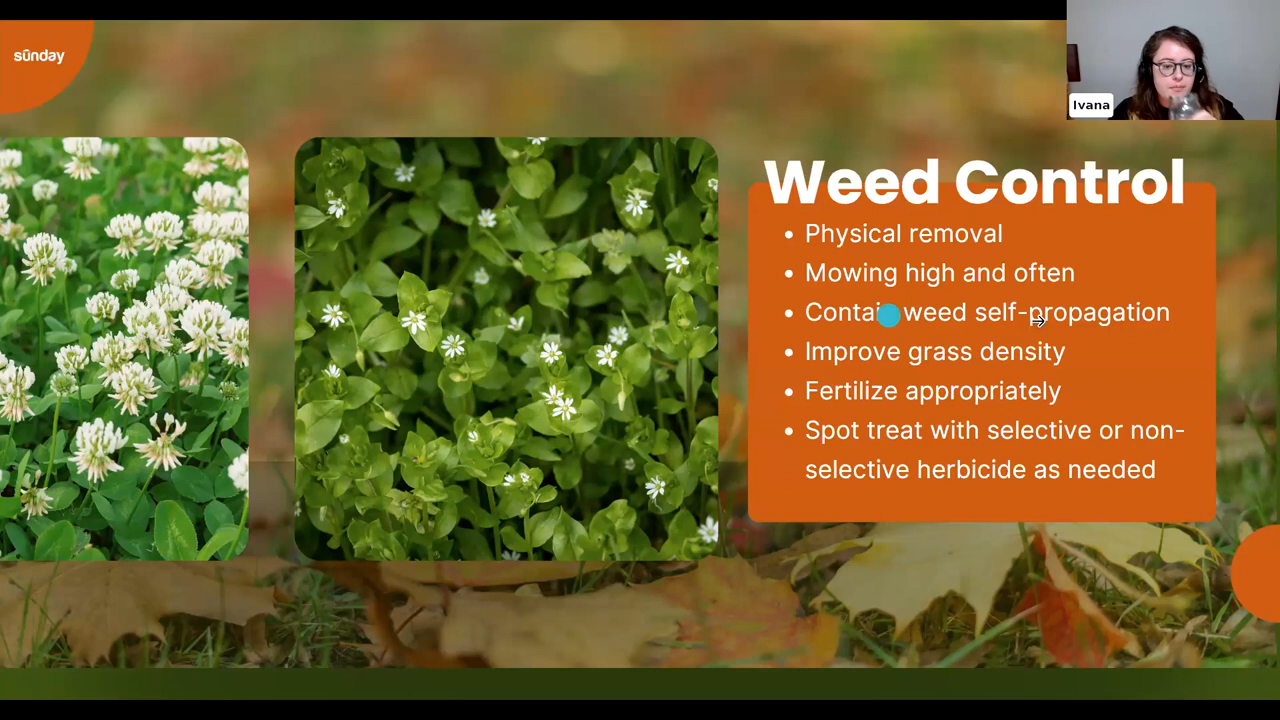 sūnday
Ivana
Weed Control
• Physical removal
• Mowing high and often
• Contain weed self-propagation
• Improve grass density
• Fertilize appropriately
• Spot treat with selective or non-
selective herbicide as needed